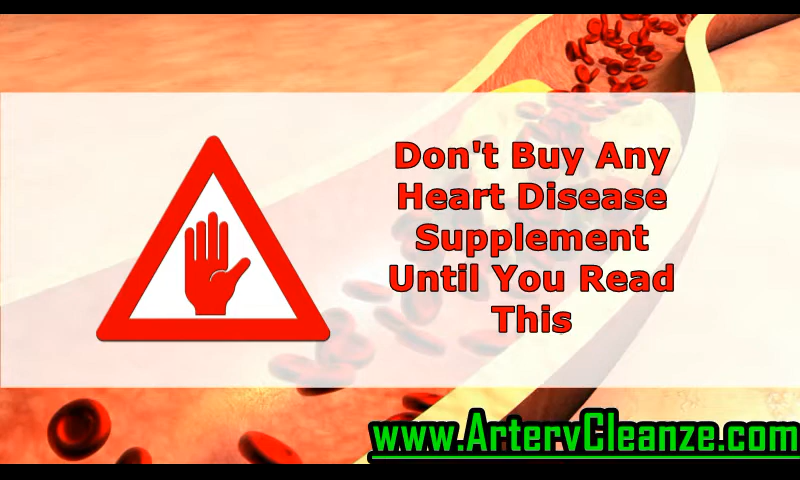 Don't Buy Any
Heart Disease
Supplement
Until You Read
This
www.ArtervCleanze.com